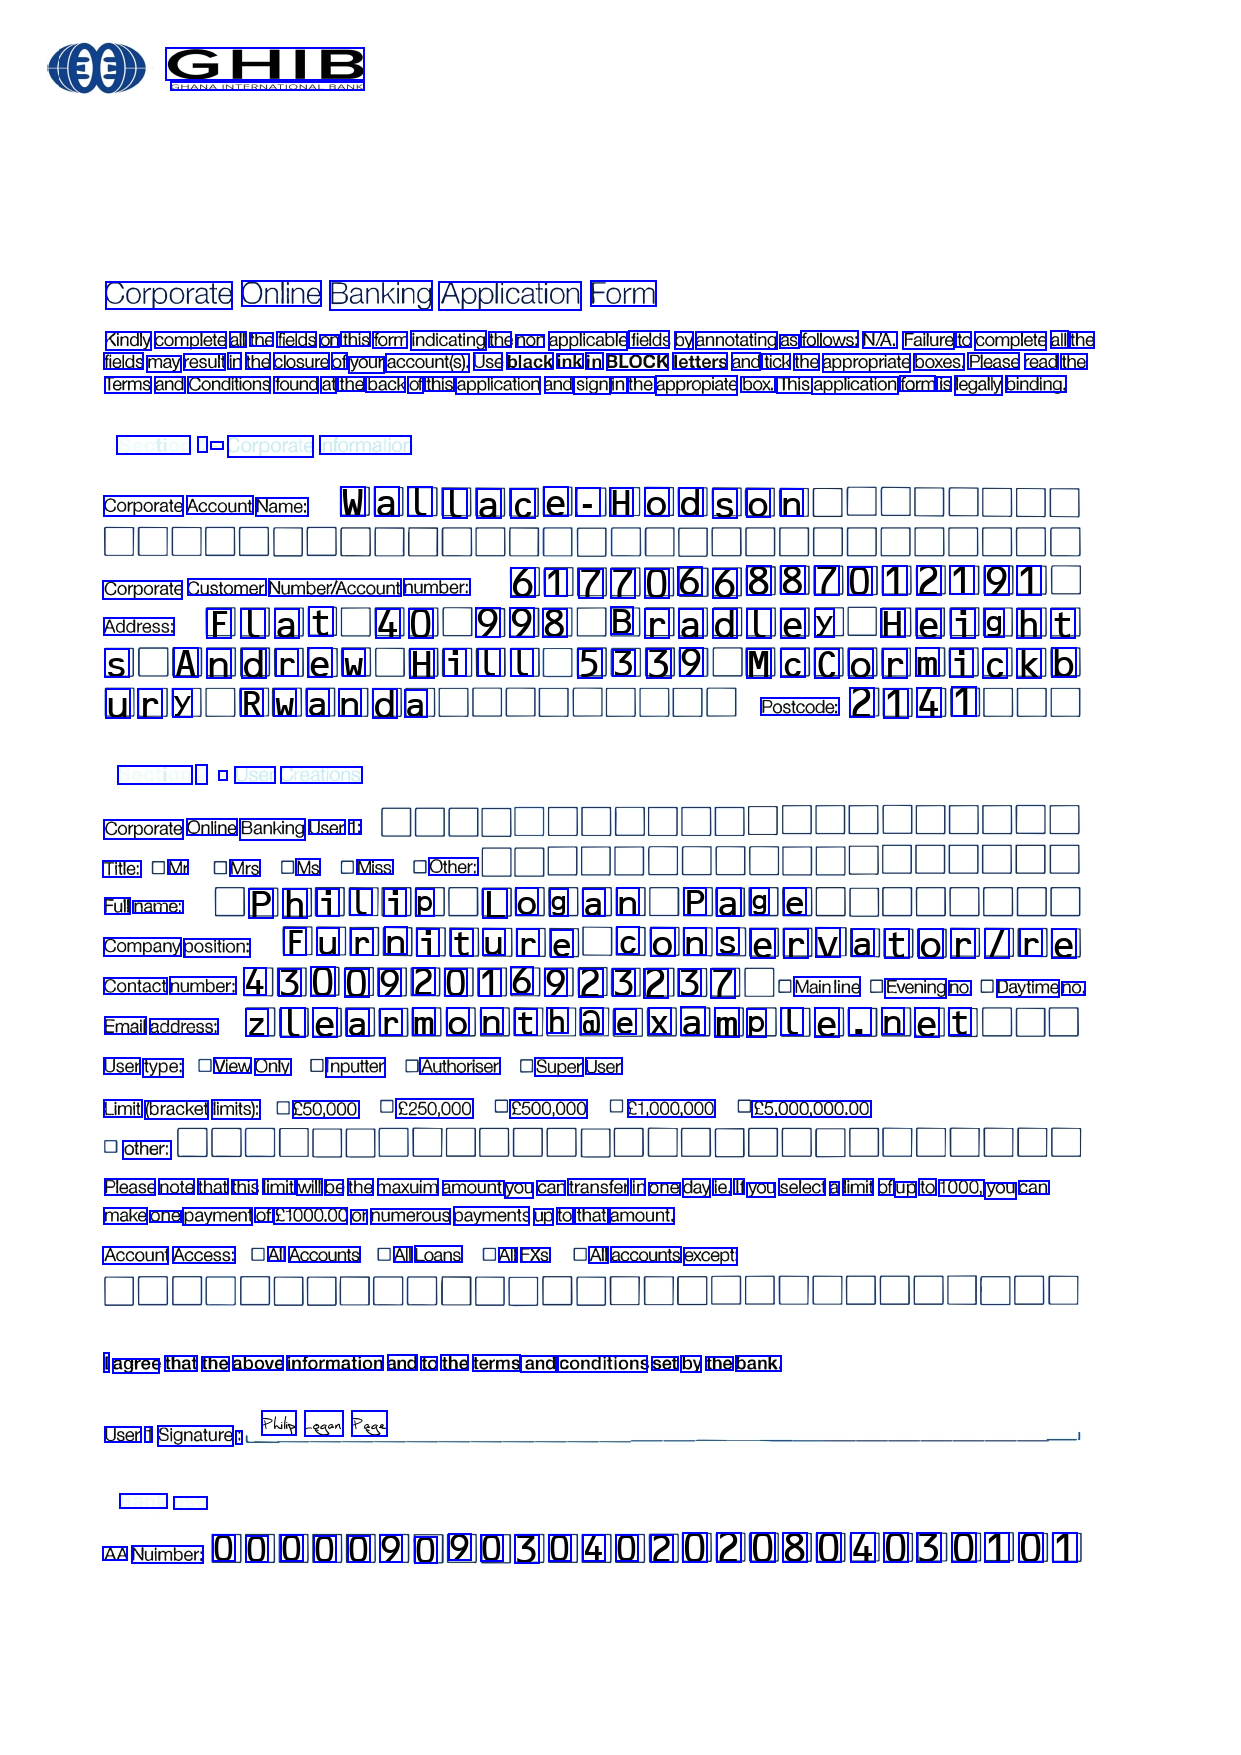 GHIB
GHANA INTERNATIONAL BANK
Corporate Online Banking Application Form
Kindly complete all the fields on this form indicating the non applicable fields by annotating as follows: N/A. Failure to complete all the
fields may result in the closure of your account(s). Use black ink in BLOCK letters and tick the appropriate boxes. Please read the
Terms and Conditions found at the back of this application and sign in the appropiate box. This application form is legally binding.
Section - Corporate Information
Corporate Account Name: Wallace-Hodson
Corporate Customer Number/Account number: 6177066887012191
Address: Flat 40 998 Bradley Height
s Andrew Hill 5339 McCormickb
ury Rwanda Postcode: 2141
Section - User Creations
Corporate Online Banking User 1:
Title: Mr Mrs Ms Miss Other:
Full name: Philip Logan Page
Company position: Furniture conservator/re
Contact number: 430092016923237 Main line Evening no. Daytime no.
Email address: zlearmonth@example.net
User type: View Only Inputter Authoriser Super User
Limit (bracket limits): £50,000 £250,000 £500,000 £1,000,000 £5,000,000.00
other:
Please note that this limit will be the maxuim amount you can transfer in one day ie. If you select a limit of up to 1000, you can
make one payment of £1000.00 or numerous payments up to that amount.
Account Access: All Accounts All Loans All FXs All accounts except
I agree that the above information and to the terms and conditions set by the bank.
User 1 Signature : Philip Logan Page
AA Nuimber: 00000909030402020804030101